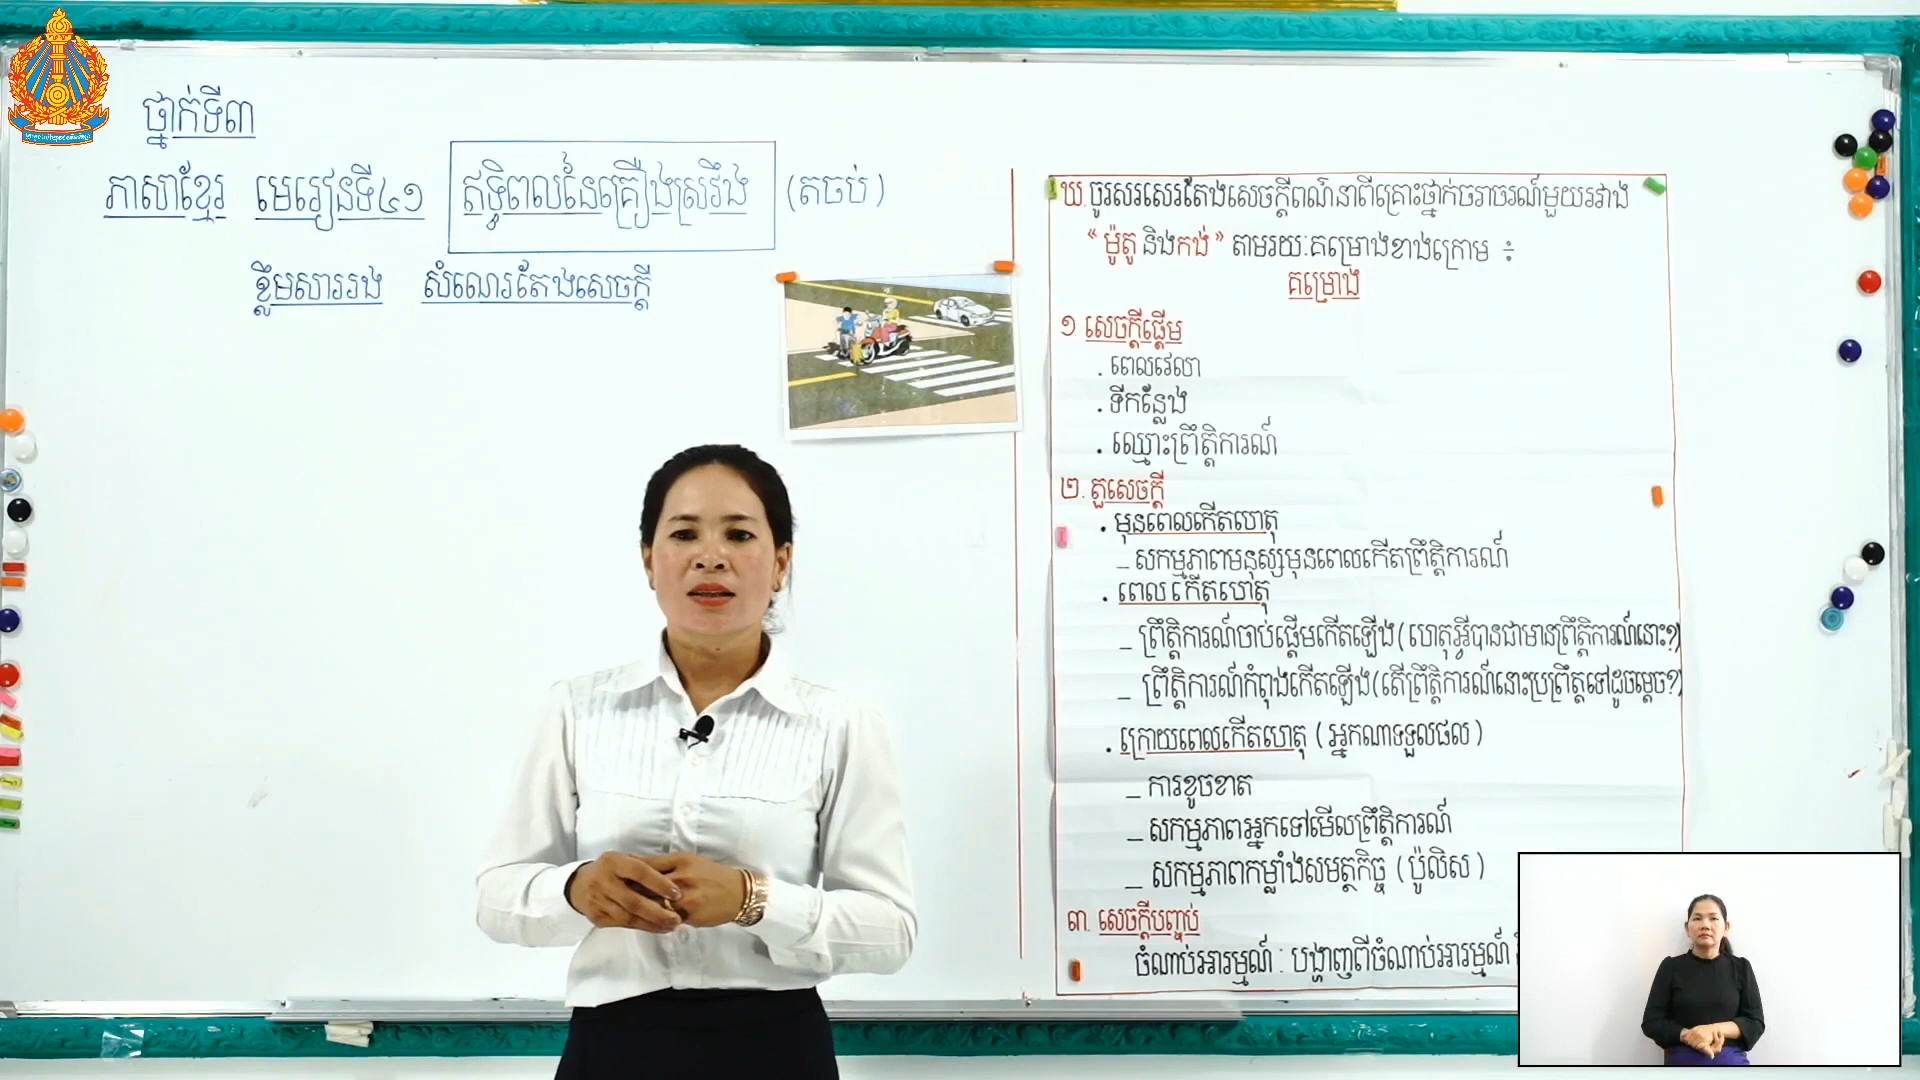 ថ្នាក់ទី៣
ភាសាខ្មែរ មេរៀនទី៤១ ឥទ្ធិពលនៃគ្រឿងស្រវឹង (តចប់)
ខ្លឹមសាររង សំណេរតែងសេចក្ដី
ឃ. ចូរសរសេរតែងសេចក្ដីពណ៌នាពីគ្រោះថ្នាក់ចរាចរណ៍មួយរវាង
“ម៉ូតូ និងកង់” តាមរយៈគម្រោងខាងក្រោម ÷
គម្រោង
១ សេចក្ដីផ្ដើម
. ពេលវេលា
. ទីកន្លែង
. ឈ្មោះព្រឹត្តិការណ៍
២. តួសេចក្ដី
. មុនពេលកើតហេតុ
_ សកម្មភាពមនុស្សមុនពេលកើតព្រឹត្តិការណ៍
. ពេលកើតហេតុ
_ ព្រឹត្តិការណ៍ចាប់ផ្ដើមកើតឡើង(ហេតុអ្វីបានជាមានព្រឹត្តិការណ៍នោះ?)
_ ព្រឹត្តិការណ៍កំពុងកើតឡើង(តើព្រឹត្តិការណ៍នោះប្រព្រឹត្តទៅដូចម្ដេច?)
. ក្រោយពេលកើតហេតុ (អ្នកណាទទួលផល)
_ ការខូចខាត
_ សកម្មភាពអ្នកទៅមើលព្រឹត្តិការណ៍
_ សកម្មភាពកម្លាំងសមត្ថកិច្ច (ប៉ូលិស)
៣. សេចក្ដីបញ្ចប់
ចំណាប់អារម្មណ៍ : បង្ហាញពីចំណាប់អារម្មណ៍